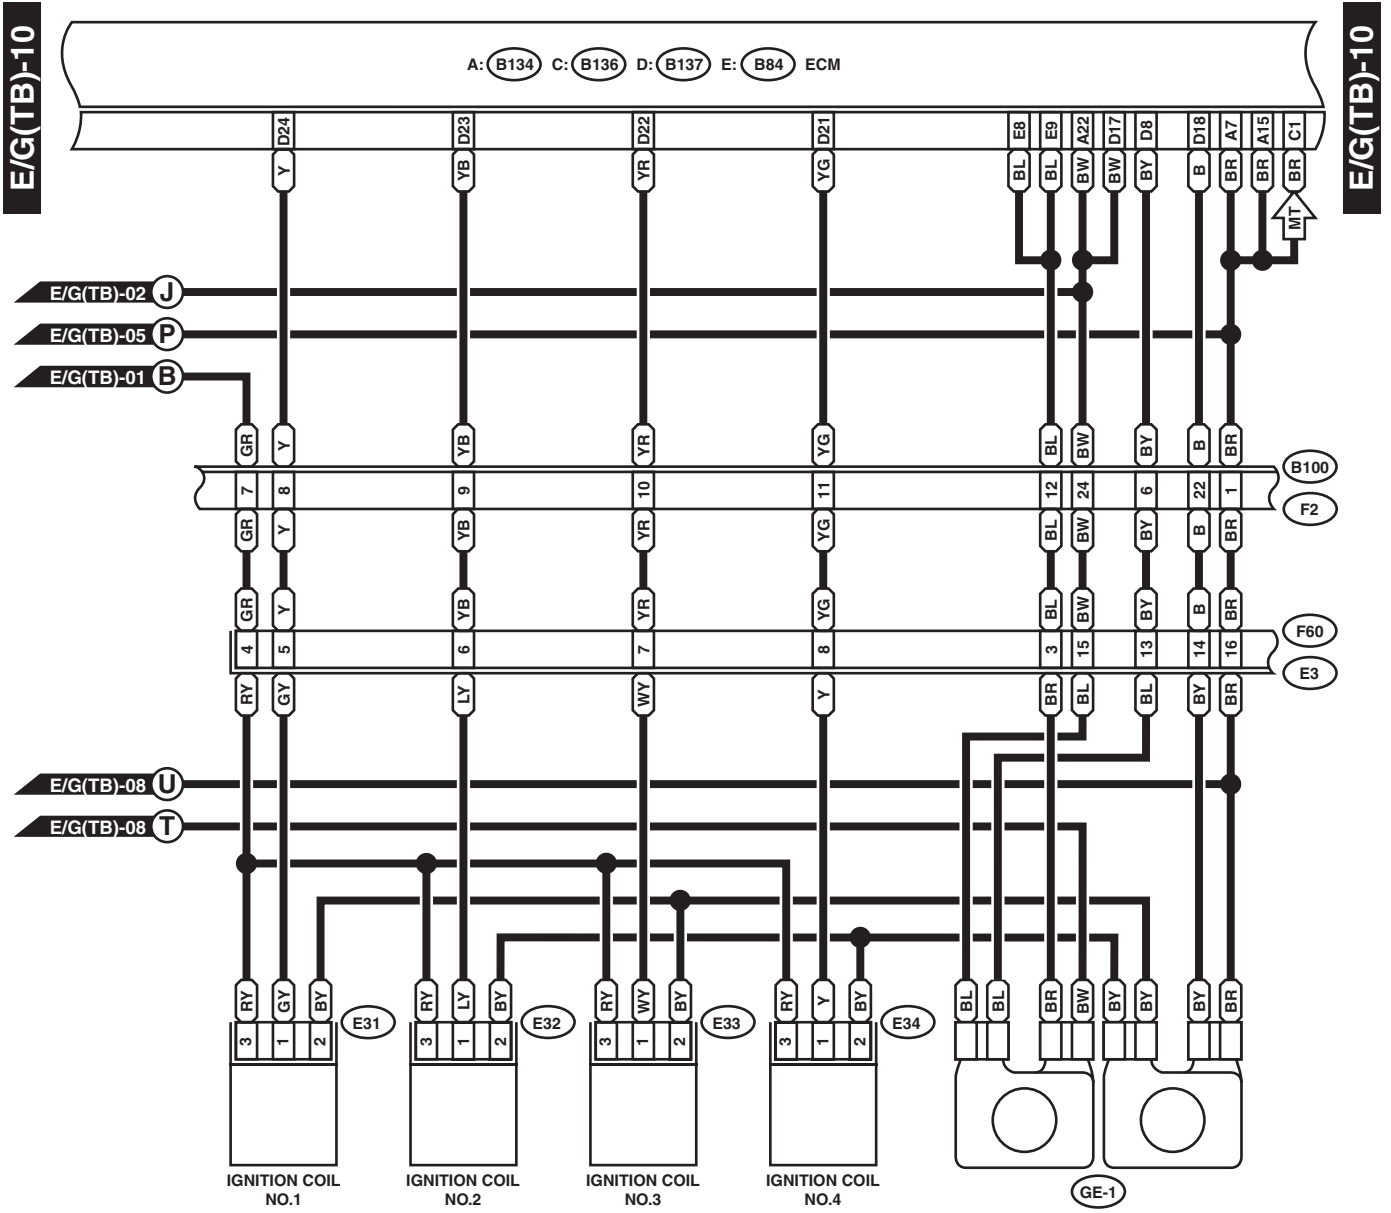 E/G(TB)-10
E/G(TB)-10
A: B134 C: B136 D: B137 E: B84 ECM
D24 D23 D22 D21 E8 E9 A22 D17 D8 D18 A7 A15 C1
Y YB YR YG BL BL BW BW BY B BR BR BR
MT
E/G(TB)-02 J
E/G(TB)-05 P
E/G(TB)-01 B
GR Y YB YR YG BL BW BY B BR
B100
7 8 9 10 11 12 24 6 22 1
F2
GR Y YB YR YG BL BW BY B BR
GR Y YB YR YG BL BW BY B BR
F60
4 5 6 7 8 3 15 13 14 16
E3
RY GY LY WY Y BR BL BL BY BR
E/G(TB)-08 U
E/G(TB)-08 T
RY GY BY RY LY BY RY WY BY RY Y BY BL BL BR BW BY BY BY BR
E31 E32 E33 E34
3 1 2 3 1 2 3 1 2 3 1 2
IGNITION COIL
NO.1
IGNITION COIL
NO.2
IGNITION COIL
NO.3
IGNITION COIL
NO.4
GE-1